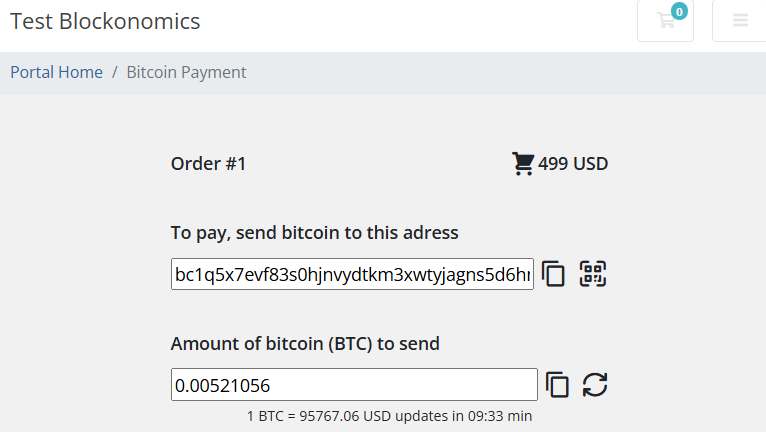 Test Blockonomics
0
Portal Home / Bitcoin Payment
Order #1
499 USD
To pay, send bitcoin to this adress
bc1q5x7evf83s0hjnvydtkm3xwtyjagns5d6h
Amount of bitcoin (BTC) to send
0.00521056
1 BTC = 95767.06 USD updates in 09:33 min